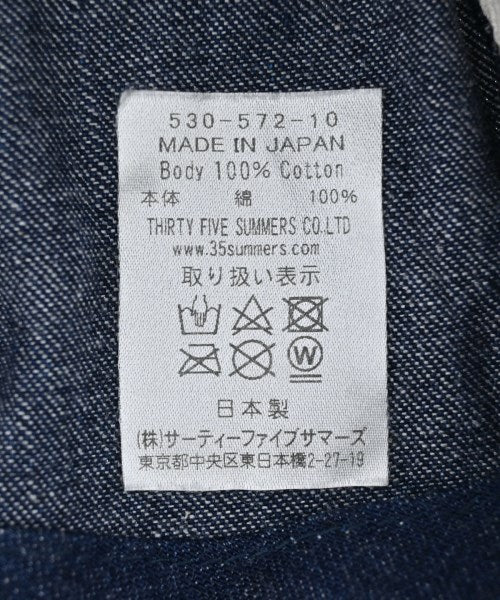 530-572-10
MADE IN JAPAN
Body 100% Cotton
本体 綿 100%
THIRTY FIVE SUMMERS CO.LTD
www.35summers.com
取り扱い表示
W
日本製
(株)サーティーファイブサマーズ
東京都中央区東日本橋2-27-19